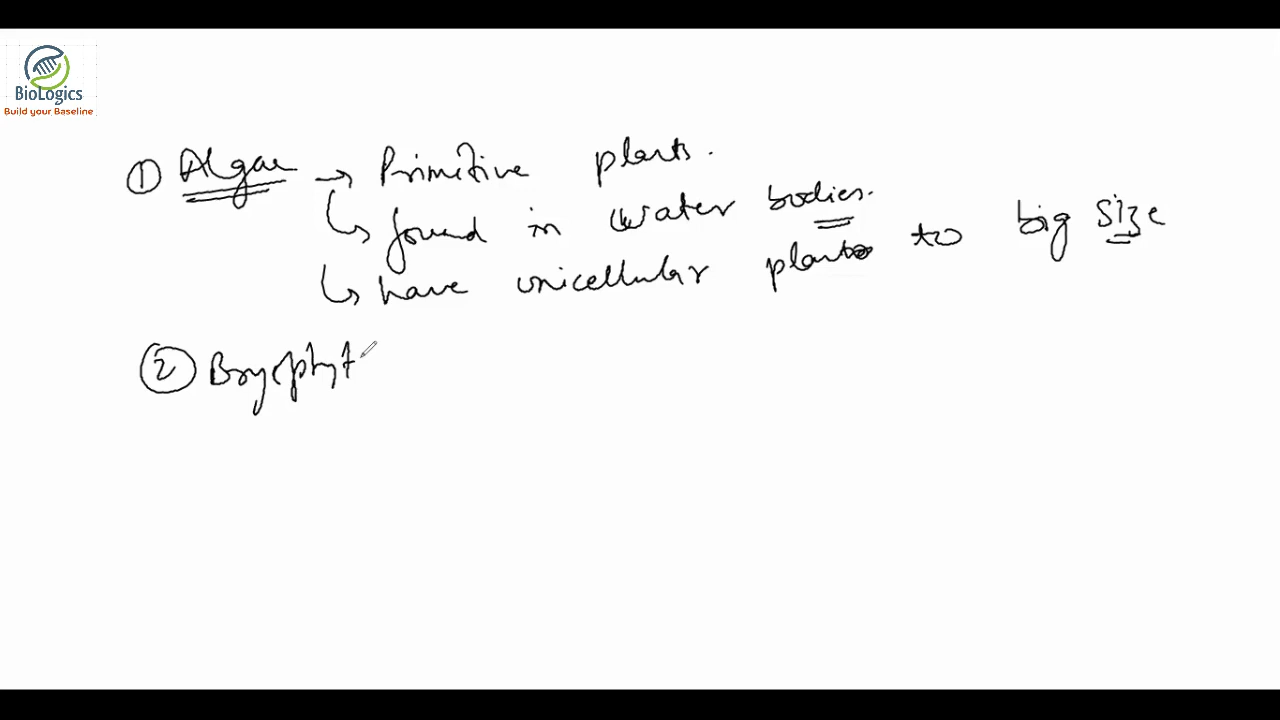 BioLogics
Build your Baseline
① Algae → Primitive plants.
↳ found in water bodies.
↳ have unicellular plants to big size
② Bryophyt